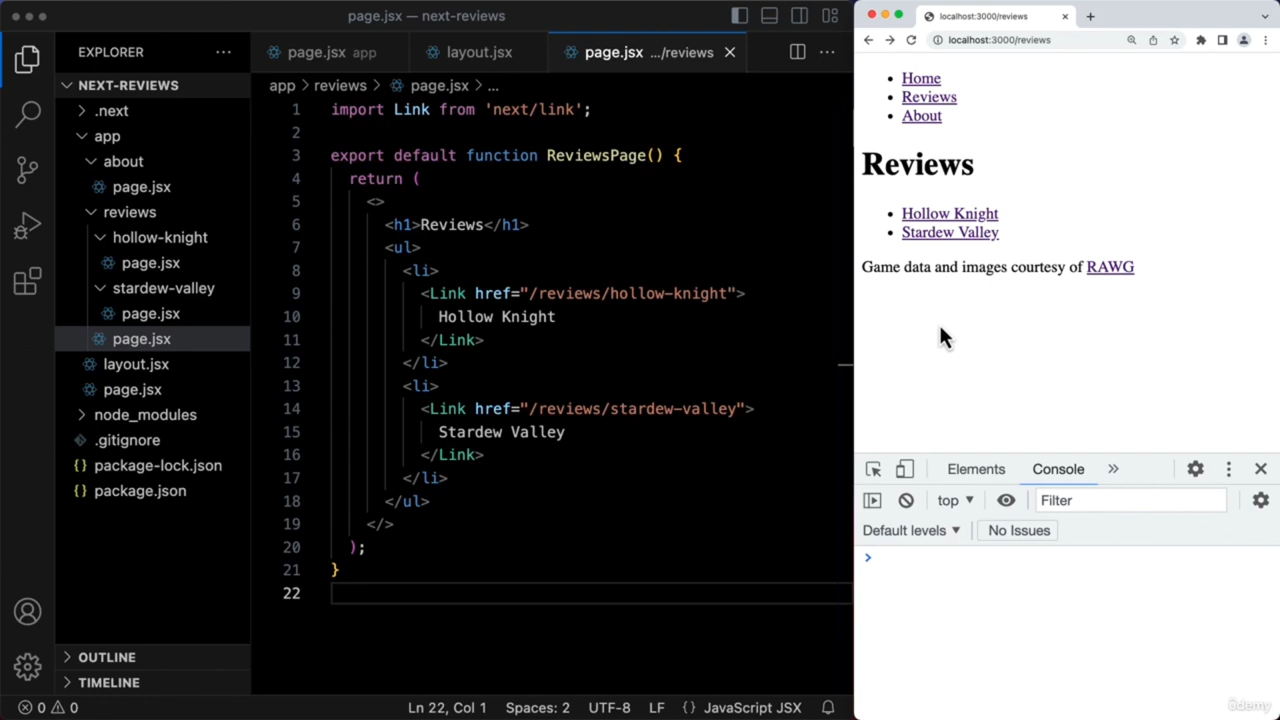 page.jsx — next-reviews
EXPLORER
NEXT-REVIEWS
.next
app
about
page.jsx
reviews
hollow-knight
page.jsx
stardew-valley
page.jsx
page.jsx
layout.jsx
page.jsx
node_modules
.gitignore
package-lock.json
package.json
OUTLINE
TIMELINE
page.jsx app
layout.jsx
page.jsx .../reviews
app > reviews > page.jsx > ...
1 import Link from 'next/link';
2
3 export default function ReviewsPage() {
4 return (
5 <>
6 <h1>Reviews</h1>
7 <ul>
8 <li>
9 <Link href="/reviews/hollow-knight">
10 Hollow Knight
11 </Link>
12 </li>
13 <li>
14 <Link href="/reviews/stardew-valley">
15 Stardew Valley
16 </Link>
17 </li>
18 </ul>
19 </>
20 );
21 }
22
0 0
Ln 22, Col 1 Spaces: 2 UTF-8 LF {} JavaScript JSX
localhost:3000/reviews
localhost:3000/reviews
Home
Reviews
About
Reviews
Hollow Knight
Stardew Valley
Game data and images courtesy of RAWG
Elements Console
top Filter
Default levels No Issues
ûdemy